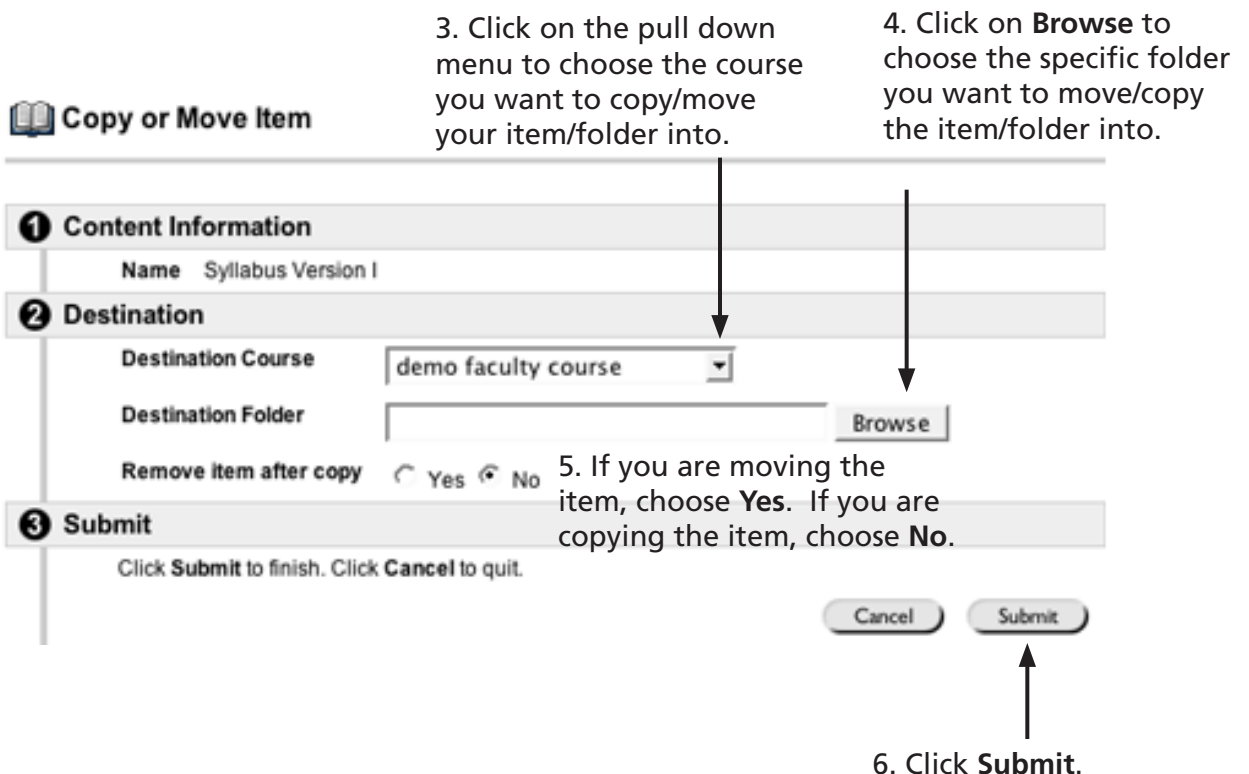 3. Click on the pull down
menu to choose the course
you want to copy/move
your item/folder into.
4. Click on Browse to
choose the specific folder
you want to move/copy
the item/folder into.
Copy or Move Item
1 Content Information
Name Syllabus Version I
2 Destination
Destination Course demo faculty course
Destination Folder Browse
Remove item after copy Yes No
5. If you are moving the
item, choose Yes. If you are
copying the item, choose No.
3 Submit
Click Submit to finish. Click Cancel to quit.
Cancel Submit
6. Click Submit.